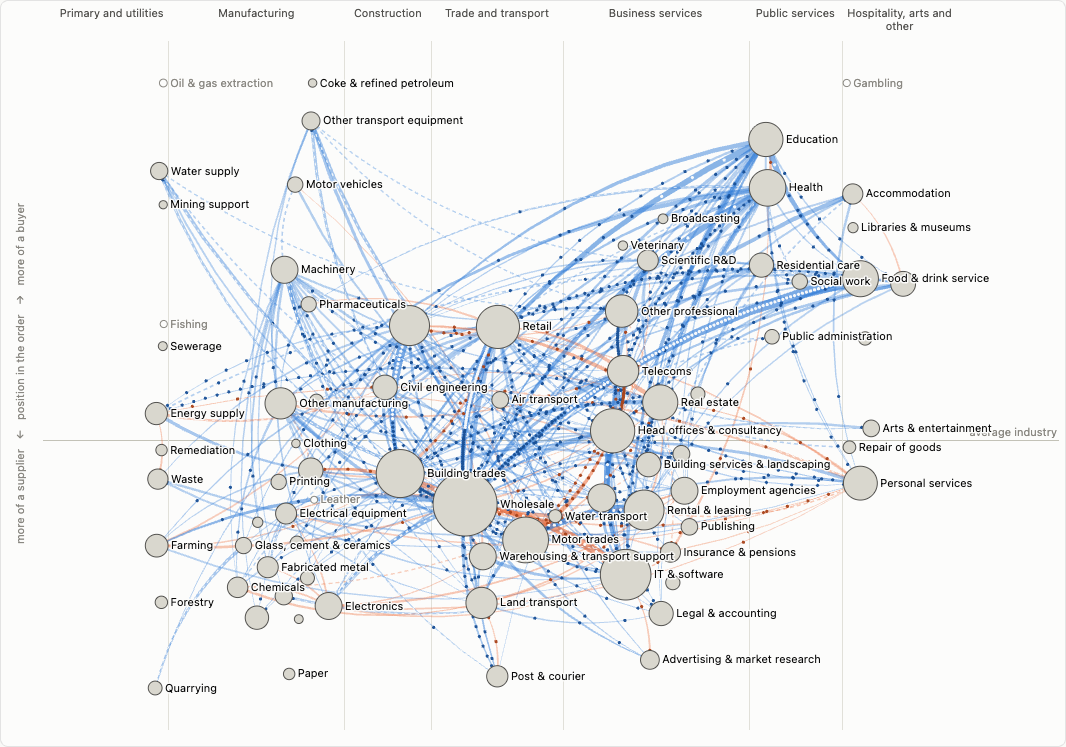 Primary and utilities
Manufacturing
Construction
Trade and transport
Business services
Public services
Hospitality, arts and
other
more of a supplier ← position in the order → more of a buyer
Oil & gas extraction
Coke & refined petroleum
Gambling
Other transport equipment
Education
Water supply
Motor vehicles
Health
Accommodation
Mining support
Broadcasting
Libraries & museums
Veterinary
Scientific R&D
Residential care
Machinery
Social work
Food & drink service
Pharmaceuticals
Other professional
Fishing
Retail
Public administration
Sewerage
Telecoms
Civil engineering
Air transport
Other manufacturing
Real estate
Energy supply
Head offices & consultancy
Arts & entertainment
average industry
Clothing
Repair of goods
Remediation
Building services & landscaping
Building trades
Waste
Printing
Personal services
Employment agencies
Leather
Wholesale
Electrical equipment
Water transport
Rental & leasing
Publishing
Motor trades
Farming
Glass, cement & ceramics
Warehousing & transport support
Insurance & pensions
Fabricated metal
IT & software
Chemicals
Forestry
Electronics
Land transport
Legal & accounting
Advertising & market research
Paper
Post & courier
Quarrying